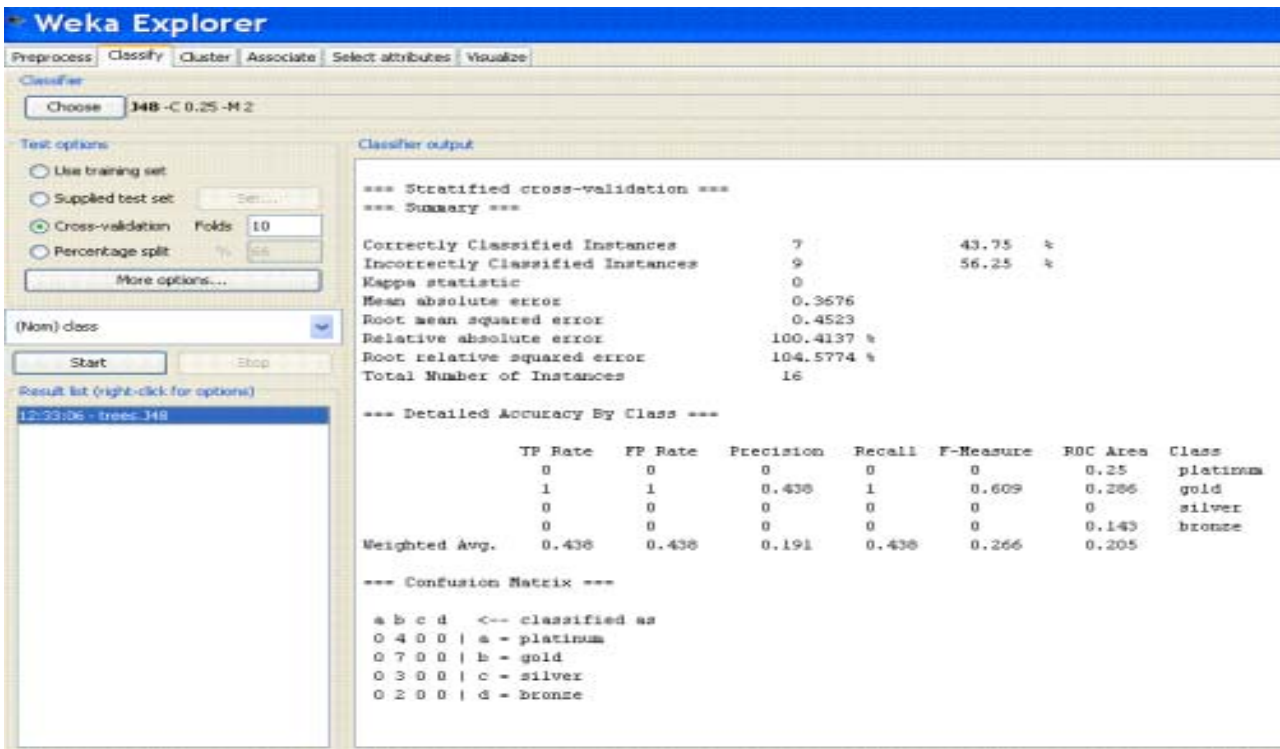 Weka Explorer
Preprocess Classify Cluster Associate Select attributes Visualize
Classifier
Choose J48 -C 0.25 -M 2
Test options
Use training set
Supplied test set Set...
Cross-validation Folds 10
Percentage split % 66
More options...
(Nom) class
Start Stop
Result list (right-click for options)
12:33:06 - trees.J48
Classifier output
=== Stratified cross-validation ===
=== Summary ===
Correctly Classified Instances 7 43.75 %
Incorrectly Classified Instances 9 56.25 %
Kappa statistic 0
Mean absolute error 0.3676
Root mean squared error 0.4523
Relative absolute error 100.4137 %
Root relative squared error 104.5774 %
Total Number of Instances 16
=== Detailed Accuracy By Class ===
TP Rate FP Rate Precision Recall F-Measure ROC Area Class
0 0 0 0 0 0.25 platinum
1 1 0.438 1 0.609 0.286 gold
0 0 0 0 0 0 silver
0 0 0 0 0 0.143 bronze
Weighted Avg. 0.438 0.438 0.191 0.438 0.266 0.205
=== Confusion Matrix ===
a b c d <-- classified as
0 4 0 0 | a = platinum
0 7 0 0 | b = gold
0 3 0 0 | c = silver
0 2 0 0 | d = bronze